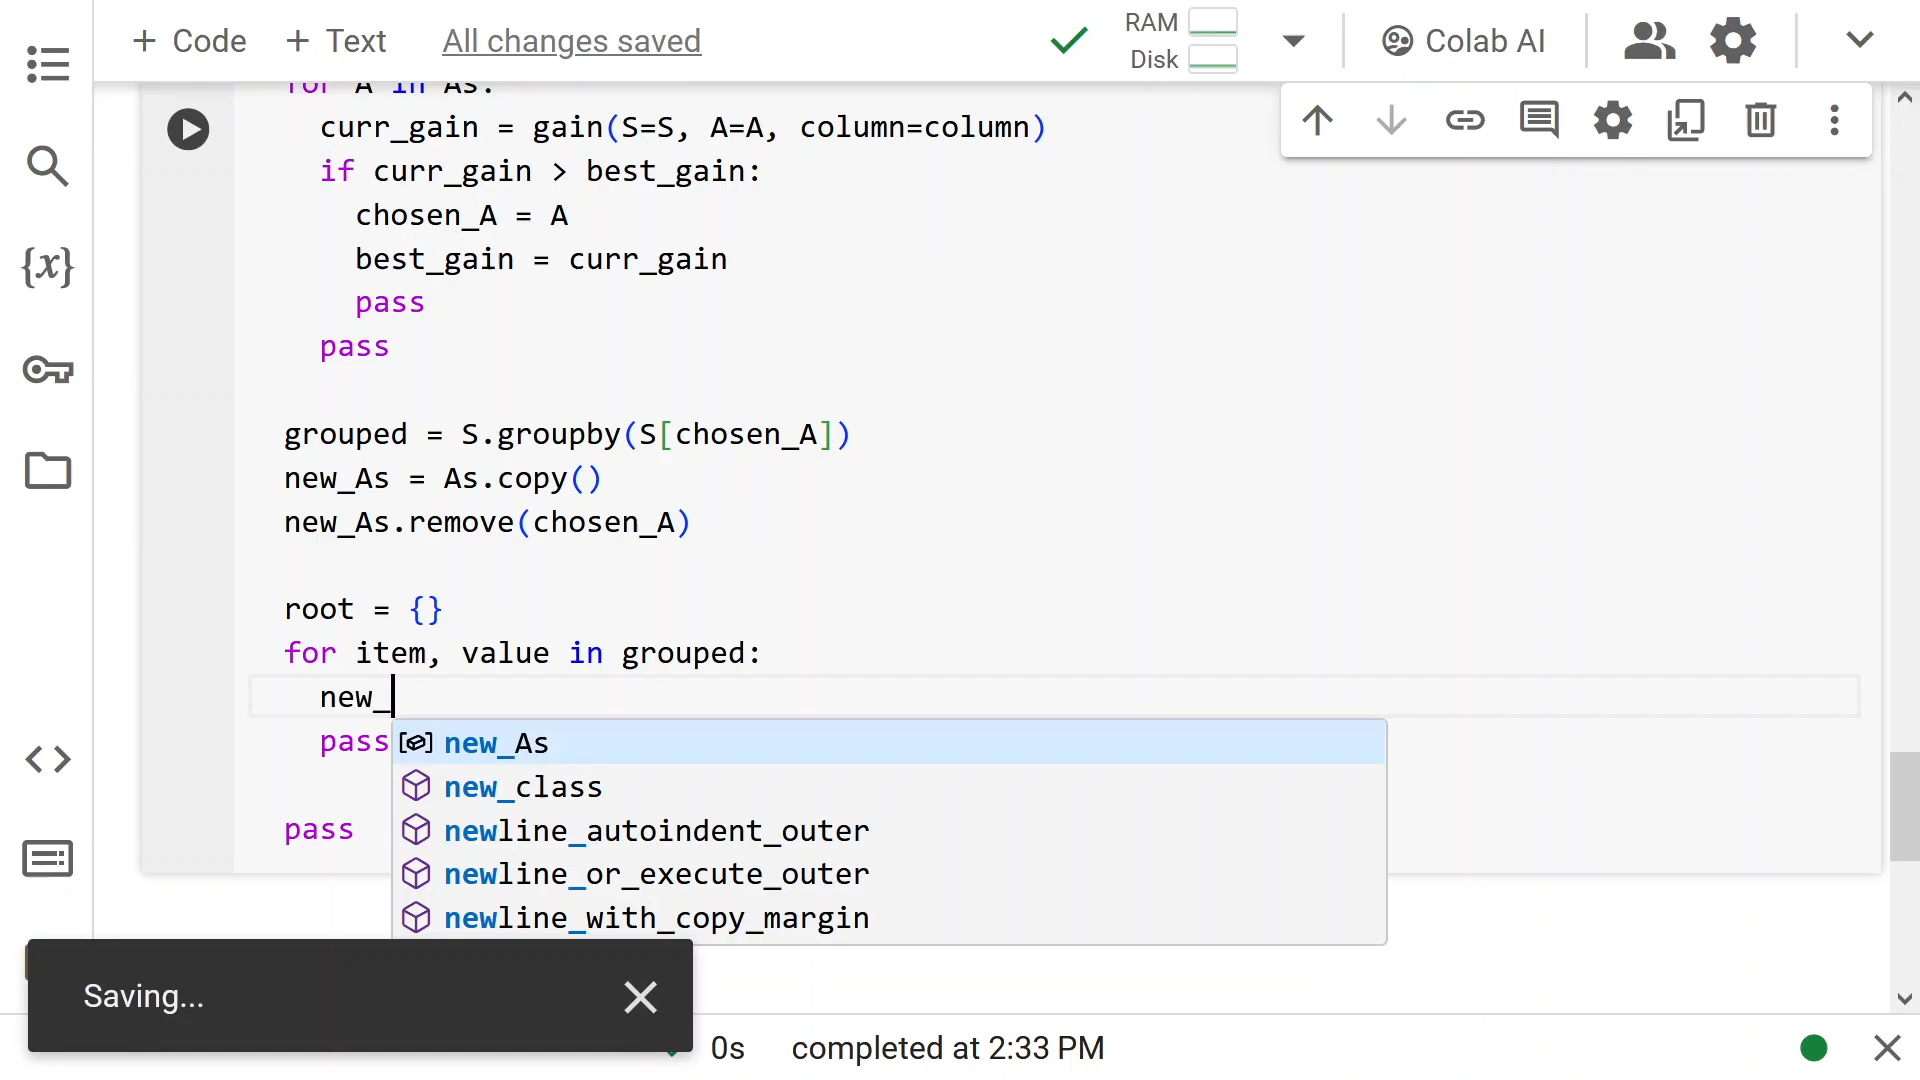 + Code + Text All changes saved RAM Disk Colab AI
for A in As:
curr_gain = gain(S=S, A=A, column=column)
if curr_gain > best_gain:
chosen_A = A
best_gain = curr_gain
pass
pass
grouped = S.groupby(S[chosen_A])
new_As = As.copy()
new_As.remove(chosen_A)
root = {}
for item, value in grouped:
new_
pass
new_As
new_class
pass
newline_autoindent_outer
newline_or_execute_outer
newline_with_copy_margin
{x}
Saving...
0s completed at 2:33 PM